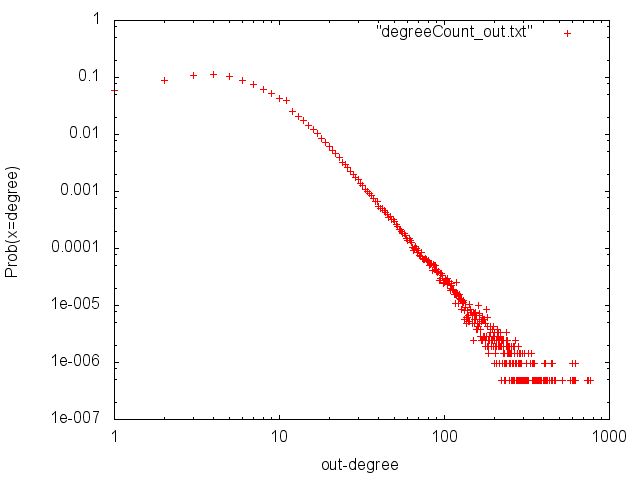 "degreeCount_out.txt"
1
0.1
0.01
0.001
0.0001
1e-005
1e-006
1e-007
Prob(x=degree)
1 10 100 1000
out-degree